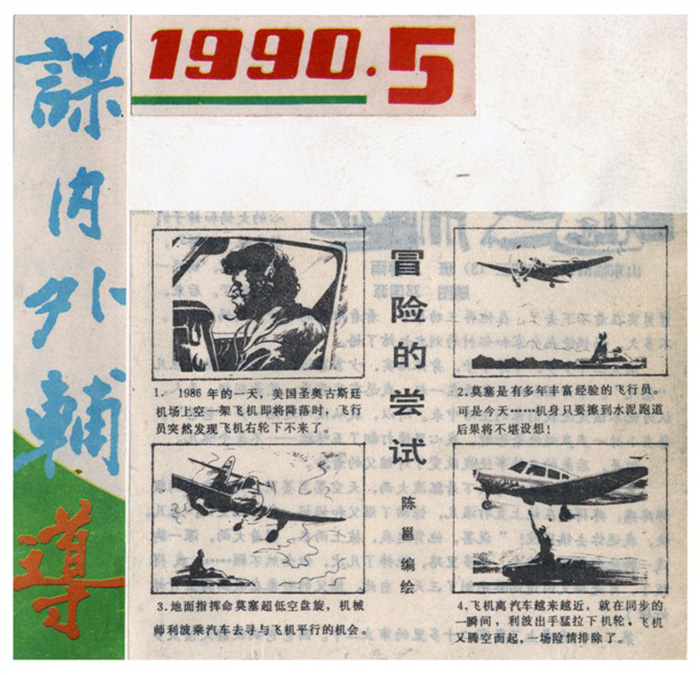 1990.5
課内外輔導
冒险的尝试
陈邕编绘
1. 1986年的一天,美国圣奥古斯廷
机场上空一架飞机即将降落时,飞行
员突然发现飞机右轮下不来了。
2.莫塞是有多年丰富经验的飞行员。
可是今天……机身只要擦到水泥跑道
后果将不堪设想!
3.地面指挥命莫塞超低空盘旋,机械
师利波乘汽车去寻与飞机平行的机会。
4.飞机离汽车越来越近,就在同步的
一瞬间,利波出手猛拉下机轮,飞机
又腾空而起,一场险情排除了。